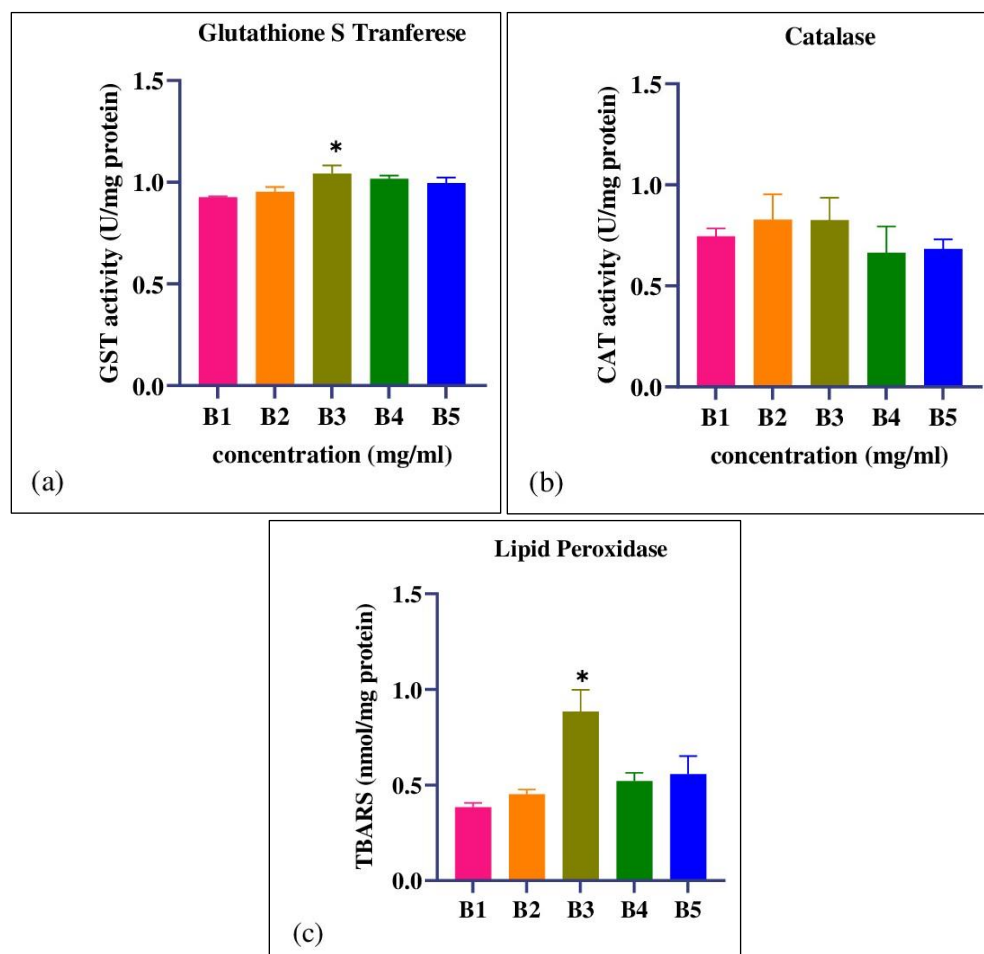 Glutathione S Tranferese
GST activity (U/mg protein)
1.5
1.0
0.5
0.0
*
B1 B2 B3 B4 B5
concentration (mg/ml)
(a)
Catalase
CAT activity (U/mg protein)
1.5
1.0
0.5
0.0
B1 B2 B3 B4 B5
concentration (mg/ml)
(b)
Lipid Peroxidase
TBARS (nmol/mg protein)
1.5
1.0
0.5
0.0
*
B1 B2 B3 B4 B5
(c)